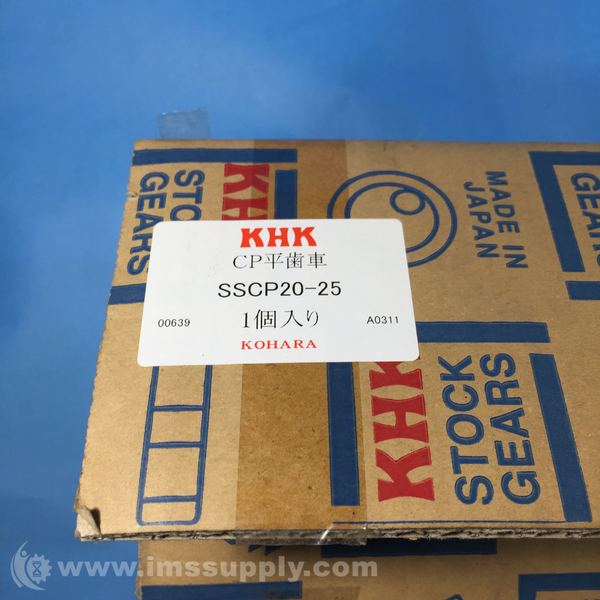 KHK
STOCK
GEARS
MADE IN
JAPAN
KHK
CP平歯車
SSCP20-25
00639
1個入り
A0311
KOHARA
KHK
STOCK
GEARS
www.imssupply.com